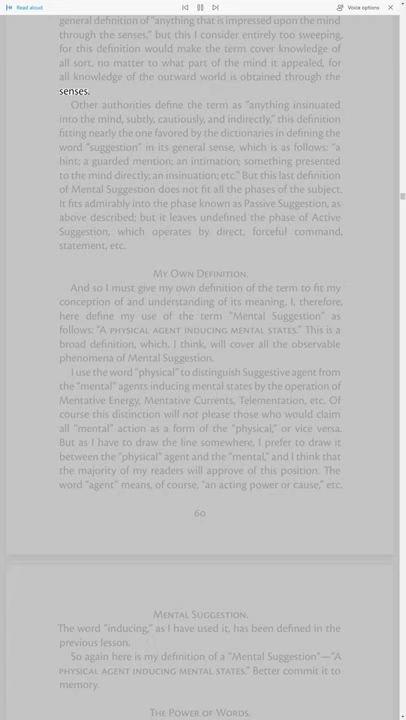 Read aloud
Voice options
general definition of “anything that is impressed upon the mind
through the senses,” but this I consider entirely too sweeping,
for this definition would make the term cover knowledge of
all sort, no matter to what part of the mind it appealed, for
all knowledge of the outward world is obtained through the
senses.
Other authorities define the term as “anything insinuated
into the mind, subtly, cautiously, and indirectly,” this definition
fitting nearly the one favored by the dictionaries in defining the
word “suggestion” in its general sense, which is as follows: “a
hint; a guarded mention; an intimation; something presented
to the mind directly; an insinuation; etc.” But this last definition
of Mental Suggestion does not fit all the phases of the subject.
It fits admirably into the phase known as Passive Suggestion, as
above described; but it leaves undefined the phase of Active
Suggestion, which operates by direct, forceful command,
statement, etc.
My Own Definition.
And so I must give my own definition of the term to fit my
conception of and understanding of its meaning. I, therefore,
here define my use of the term “Mental Suggestion” as
follows: “A physical agent inducing mental states.” This is a
broad definition, which, I think, will cover all the observable
phenomena of Mental Suggestion.
I use the word “physical” to distinguish Suggestive agent from
the “mental” agents inducing mental states by the operation of
Mentative Energy, Mentative Currents, Telementation, etc. Of
course this distinction will not please those who would claim
all “mental” action as a form of the “physical,” or vice versa.
But as I have to draw the line somewhere, I prefer to draw it
between the “physical” agent and the “mental,” and I think that
the majority of my readers will approve of this position. The
word “agent” means, of course, “an acting power or cause,” etc.
60
Mental Suggestion.
The word “inducing,” as I have used it, has been defined in the
previous lesson.
So again here is my definition of a “Mental Suggestion”—“A
physical agent inducing mental states.” Better commit it to
memory.
The Power of Words.